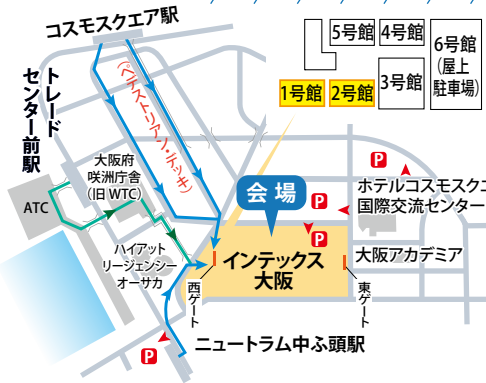 コスモスクエア駅
5号館
4号館
6号館
(屋上
駐車場)
3号館
1号館
2号館
(ペデストリアン・デッキ)
トレード
センター前駅
大阪府
咲洲庁舎
(旧WTC)
ATC
P
会場
P
ホテルコスモスクエ
国際交流センター
P
ハイアット
リージェンシー
オーサカ
インテックス
大阪
大阪アカデミア
西ゲート
東ゲート
ニュートラム中ふ頭駅
P